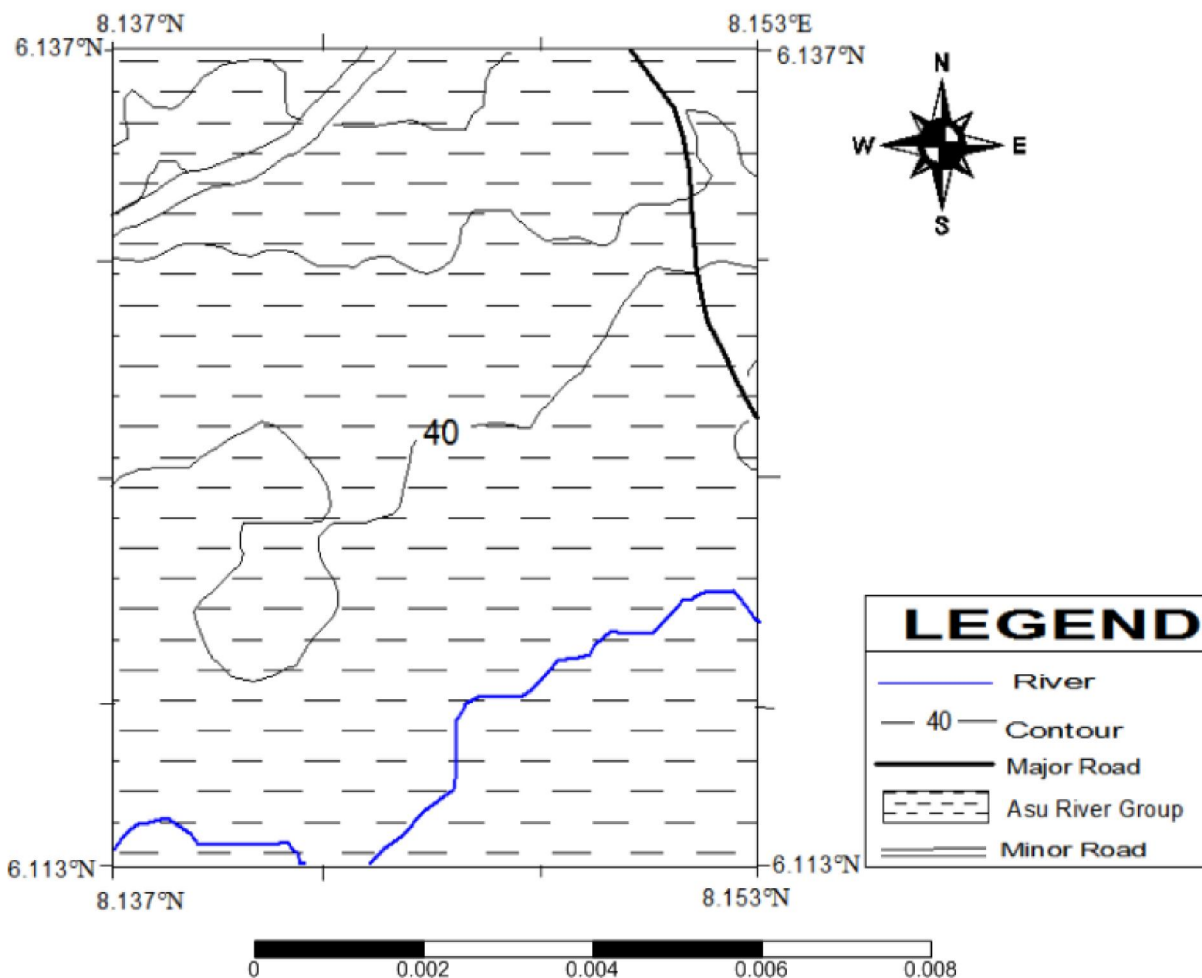 8.137°N 8.153°E
6.137°N 6.137°N
N
W E
S
40
LEGEND
River
40 Contour
Major Road
Asu River Group
Minor Road
6.113°N 6.113°N
8.137°N 8.153°N
0 0.002 0.004 0.006 0.008